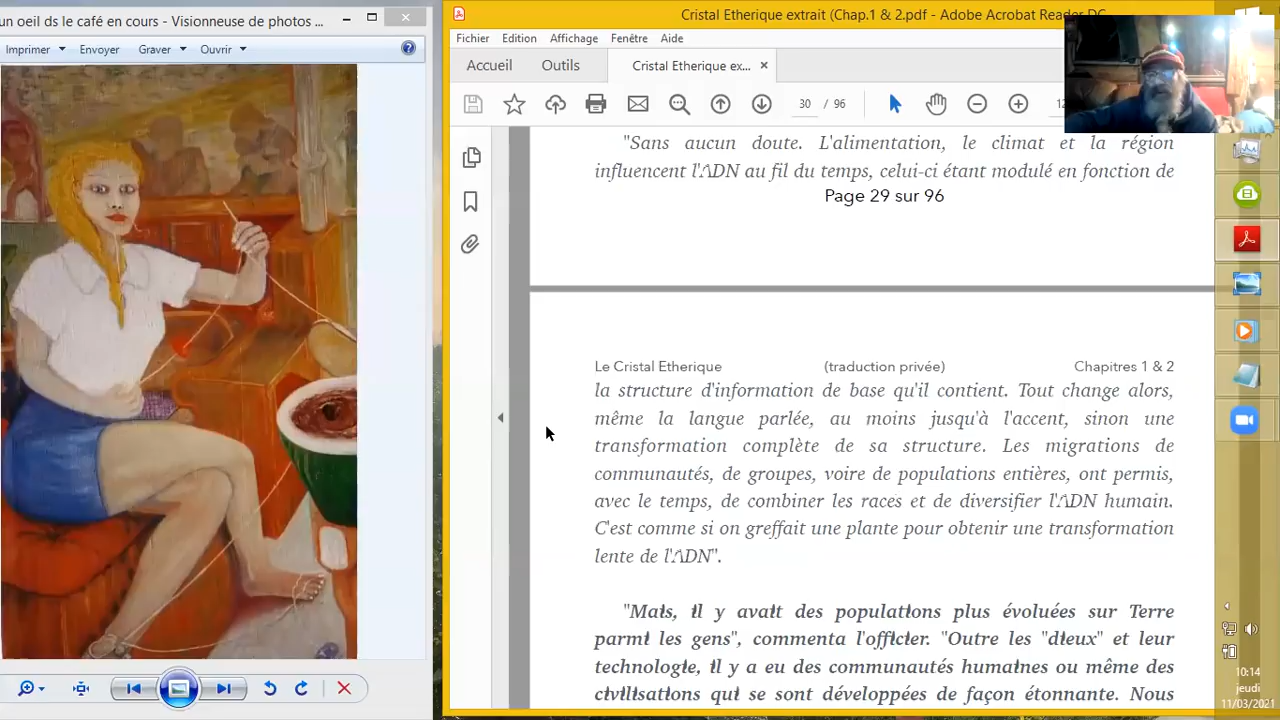 un oeil ds le café en cours - Visionneuse de photos ...
Imprimer Envoyer Graver Ouvrir
Cristal Etherique extrait (Chap.1 & 2.pdf - Adobe Acrobat Reader DC
Fichier Edition Affichage Fenêtre Aide
Accueil Outils Cristal Etherique ex...
30 / 96
"Sans aucun doute. L'alimentation, le climat et la région
influencent l'ADN au fil du temps, celui-ci étant modulé en fonction de
Page 29 sur 96
Le Cristal Etherique (traduction privée) Chapitres 1 & 2
la structure d'information de base qu'il contient. Tout change alors,
même la langue parlée, au moins jusqu'à l'accent, sinon une
transformation complète de sa structure. Les migrations de
communautés, de groupes, voire de populations entières, ont permis,
avec le temps, de combiner les races et de diversifier l'ADN humain.
C'est comme si on greffait une plante pour obtenir une transformation
lente de l'ADN".
"Mais, il y avait des populations plus évoluées sur Terre
parmi les gens", commenta l'officier. "Outre les "dieux" et leur
technologie, il y a eu des communautés humaines ou même des
civilisations qui se sont développées de façon étonnante. Nous
10:14
jeudi
11/03/2021